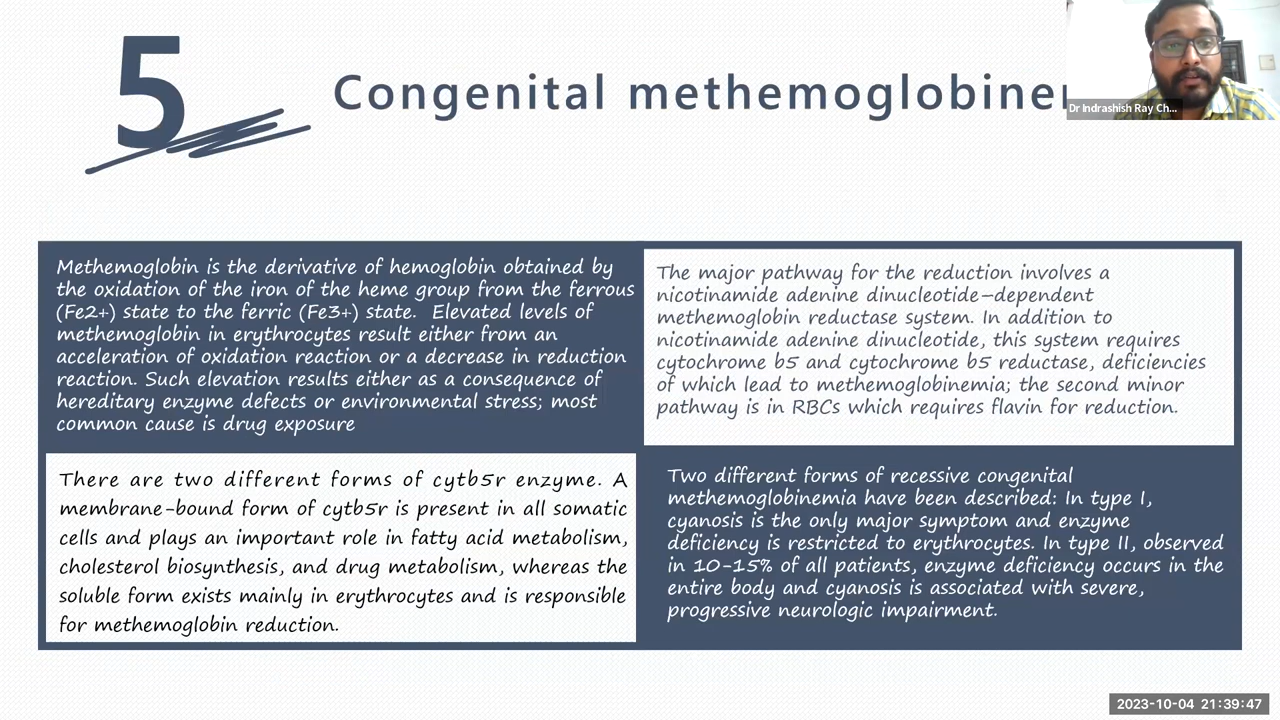 5
Congenital methemoglobine
Dr Indrashish Ray Ch...
Methemoglobin is the derivative of hemoglobin obtained by
the oxidation of the iron of the heme group from the ferrous
(Fe2+) state to the ferric (Fe3+) state. Elevated levels of
methemoglobin in erythrocytes result either from an
acceleration of oxidation reaction or a decrease in reduction
reaction. Such elevation results either as a consequence of
hereditary enzyme defects or environmental stress; most
common cause is drug exposure
The major pathway for the reduction involves a
nicotinamide adenine dinucleotide–dependent
methemoglobin reductase system. In addition to
nicotinamide adenine dinucleotide, this system requires
cytochrome b5 and cytochrome b5 reductase, deficiencies
of which lead to methemoglobinemia; the second minor
pathway is in RBCs which requires flavin for reduction.
There are two different forms of cytb5r enzyme. A
membrane-bound form of cytb5r is present in all somatic
cells and plays an important role in fatty acid metabolism,
cholesterol biosynthesis, and drug metabolism, whereas the
soluble form exists mainly in erythrocytes and is responsible
for methemoglobin reduction.
Two different forms of recessive congenital
methemoglobinemia have been described: In type I,
cyanosis is the only major symptom and enzyme
deficiency is restricted to erythrocytes. In type II, observed
in 10-15% of all patients, enzyme deficiency occurs in the
entire body and cyanosis is associated with severe,
progressive neurologic impairment.
2023-10-04 21:39:47